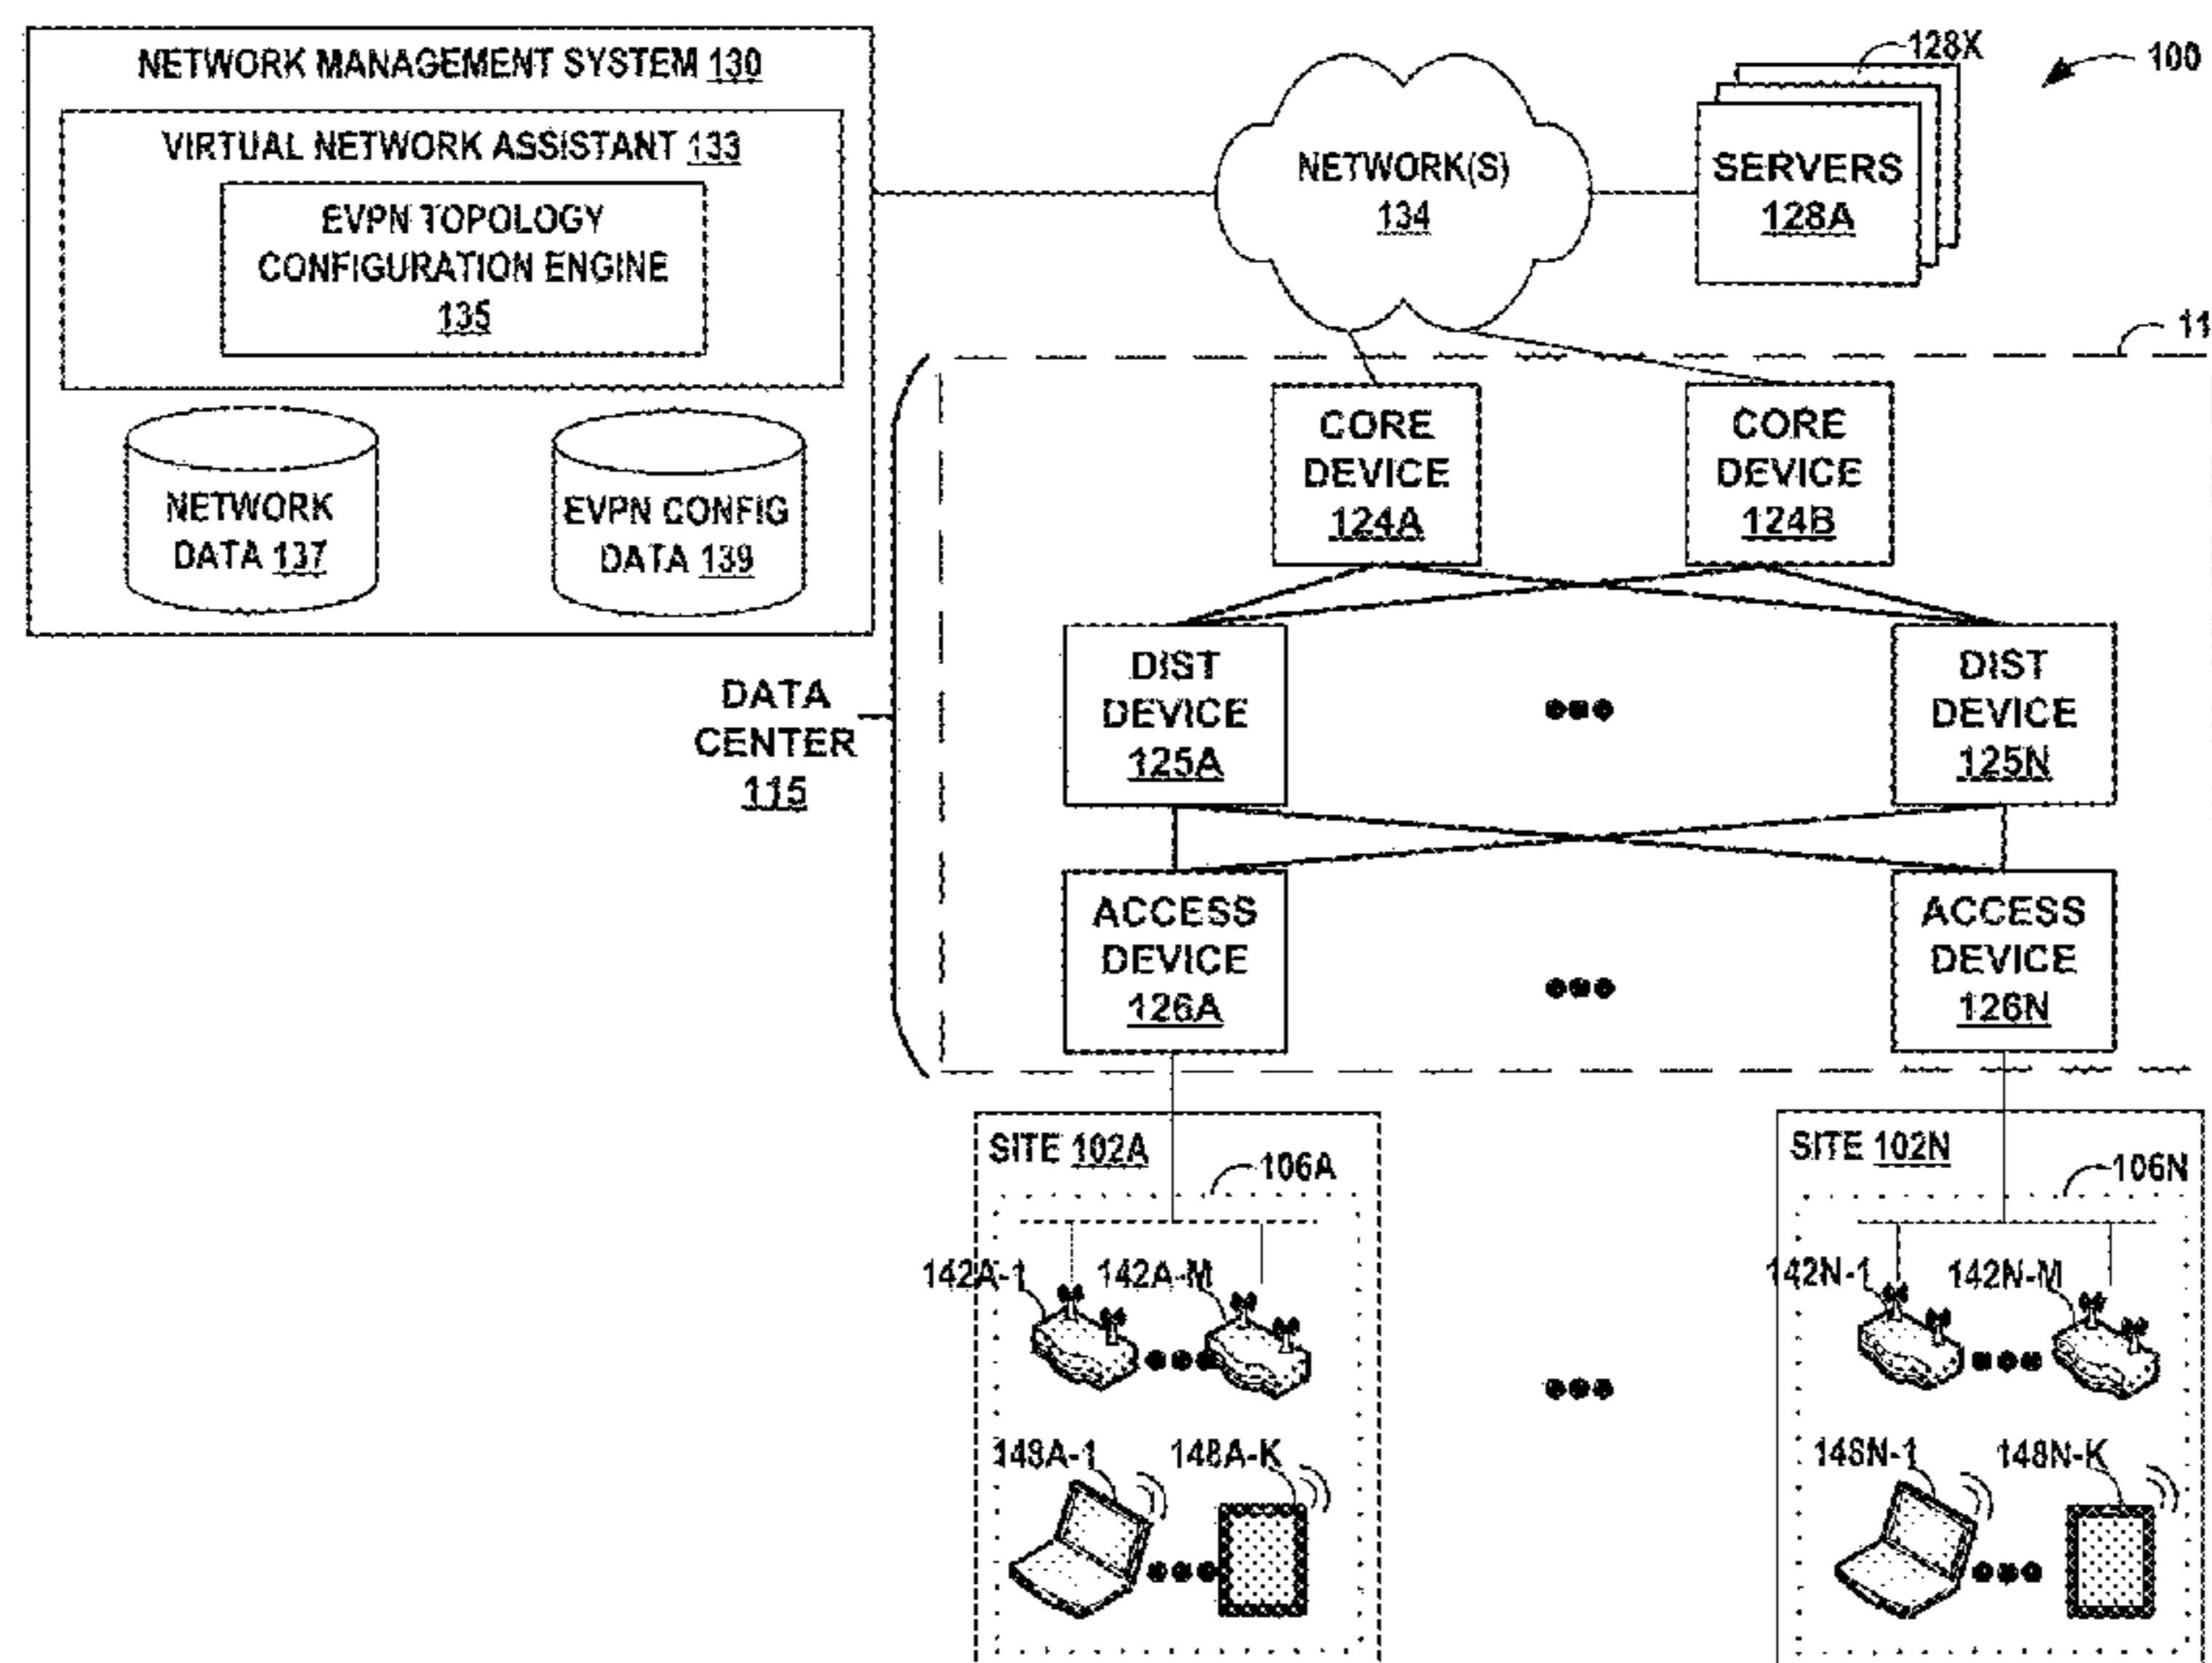 NETWORK MANAGEMENT SYSTEM 130
VIRTUAL NETWORK ASSISTANT 133
EVPN TOPOLOGY
CONFIGURATION ENGINE
135
NETWORK
DATA 137
EVPN CONFIG
DATA 139
NETWORK(S)
134
128X
SERVERS
128A
100
11
DATA
CENTER
115
CORE
DEVICE
124A
CORE
DEVICE
124B
DIST
DEVICE
125A
DIST
DEVICE
125N
ACCESS
DEVICE
126A
ACCESS
DEVICE
126N
SITE 102A
106A
142A-1
142A-M
148A-1
148A-K
SITE 102N
106N
142N-1
142N-M
148N-1
148N-K